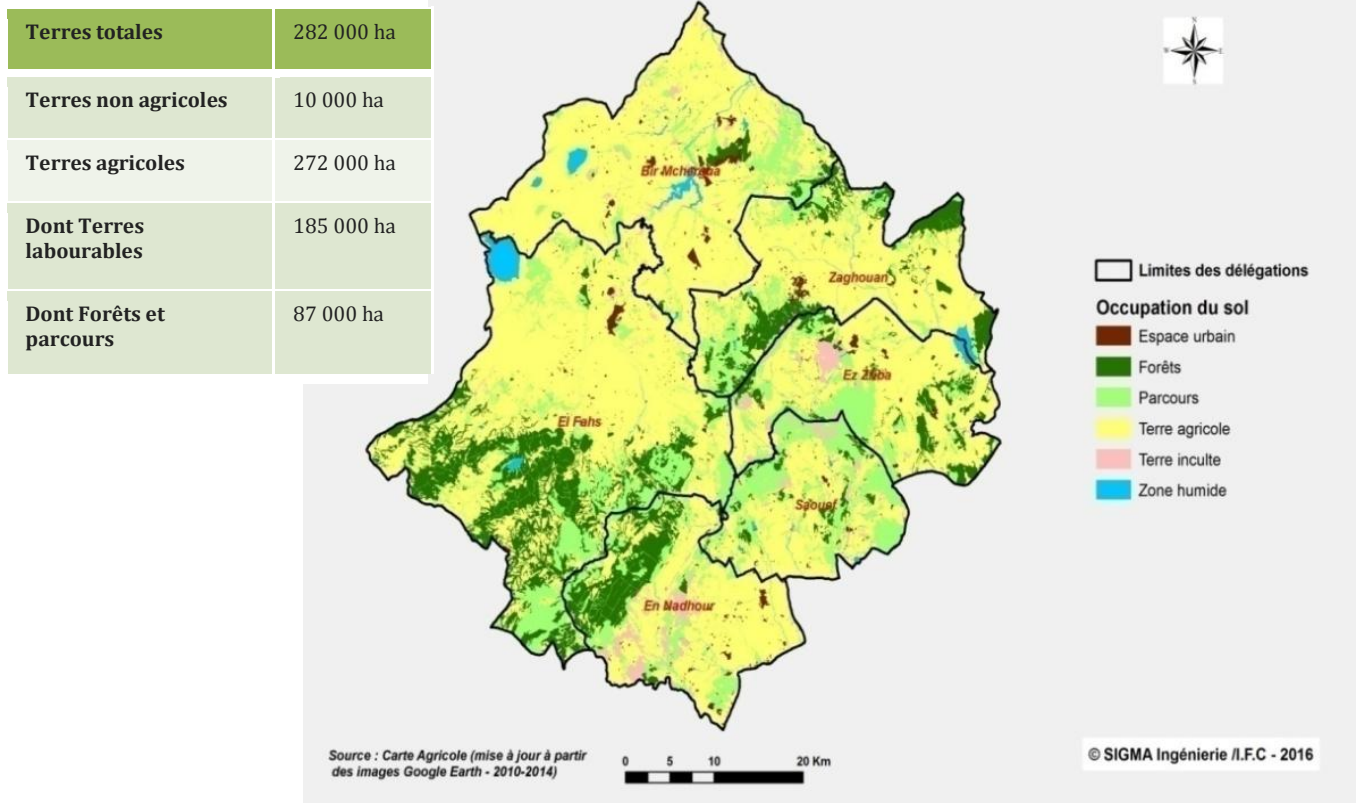 Terres totales 282 000 ha
Terres non agricoles 10 000 ha
Terres agricoles 272 000 ha
Dont Terres 185 000 ha
labourables
Dont Forêts et 87 000 ha
parcours
N
W E
S
Bir Mcherga
Zaghouan
Ez Zriba
El Fahs
Saouaf
En Nadhour
Limites des délégations
Occupation du sol
Espace urbain
Forêts
Parcours
Terre agricole
Terre inculte
Zone humide
Source : Carte Agricole (mise à jour à partir
des images Google Earth - 2010-2014)
0 5 10 20 Km
© SIGMA Ingénierie /I.F.C - 2016